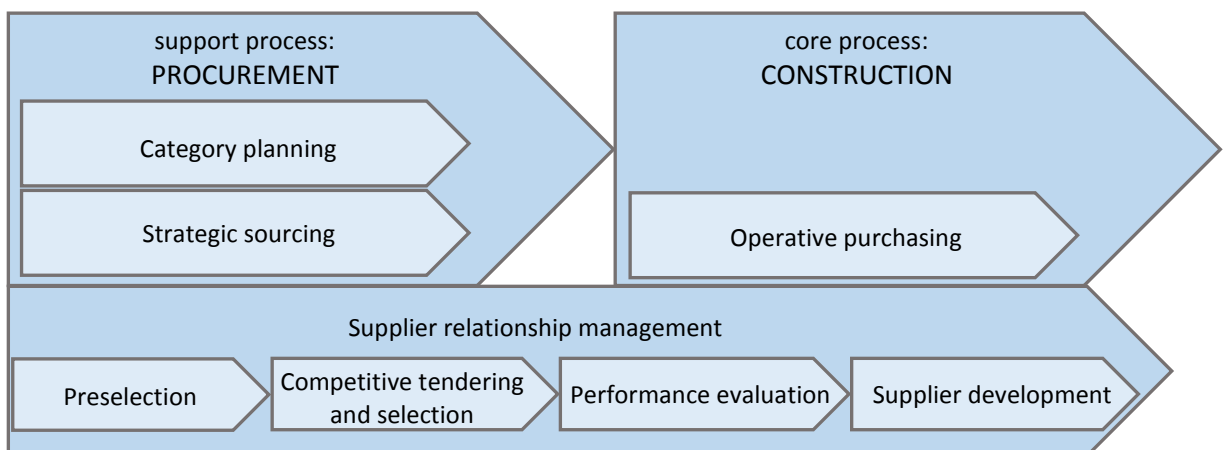 support process:
PROCUREMENT
Category planning
Strategic sourcing
core process:
CONSTRUCTION
Operative purchasing
Supplier relationship management
Preselection
Competitive tendering
and selection
Performance evaluation
Supplier development